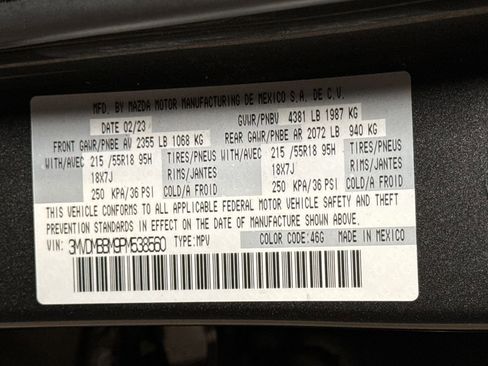 MFD. BY MAZDA MOTOR MANUFACTURING DE MEXICO S.A. DE C.V.
DATE 02/23 GVWR/PNBV 4381 LB 1987 KG
FRONT GAWR/PNBE AV 2355 LB 1068 KG REAR GAWR/PNBE AR 2072 LB 940 KG
WITH/AVEC 215/55R18 95H TIRES/PNEUS WITH/AVEC 215/55R18 95H TIRES/PNEUS
18X7J RIMS/JANTES 18X7J RIMS/JANTES
250 KPA/36 PSI COLD/A FROID 250 KPA/36 PSI COLD/A FROID
THIS VEHICLE CONFORMS TO ALL APPLICABLE FEDERAL MOTOR VEHICLE SAFETY AND THEFT
PREVENTION STANDARDS IN EFFECT ON THE DATE OF MANUFACTURE SHOWN ABOVE.
VIN: 3MVDMBBM9PM538560 TYPE:MPV COLOR CODE:46G MADE IN MEXICO